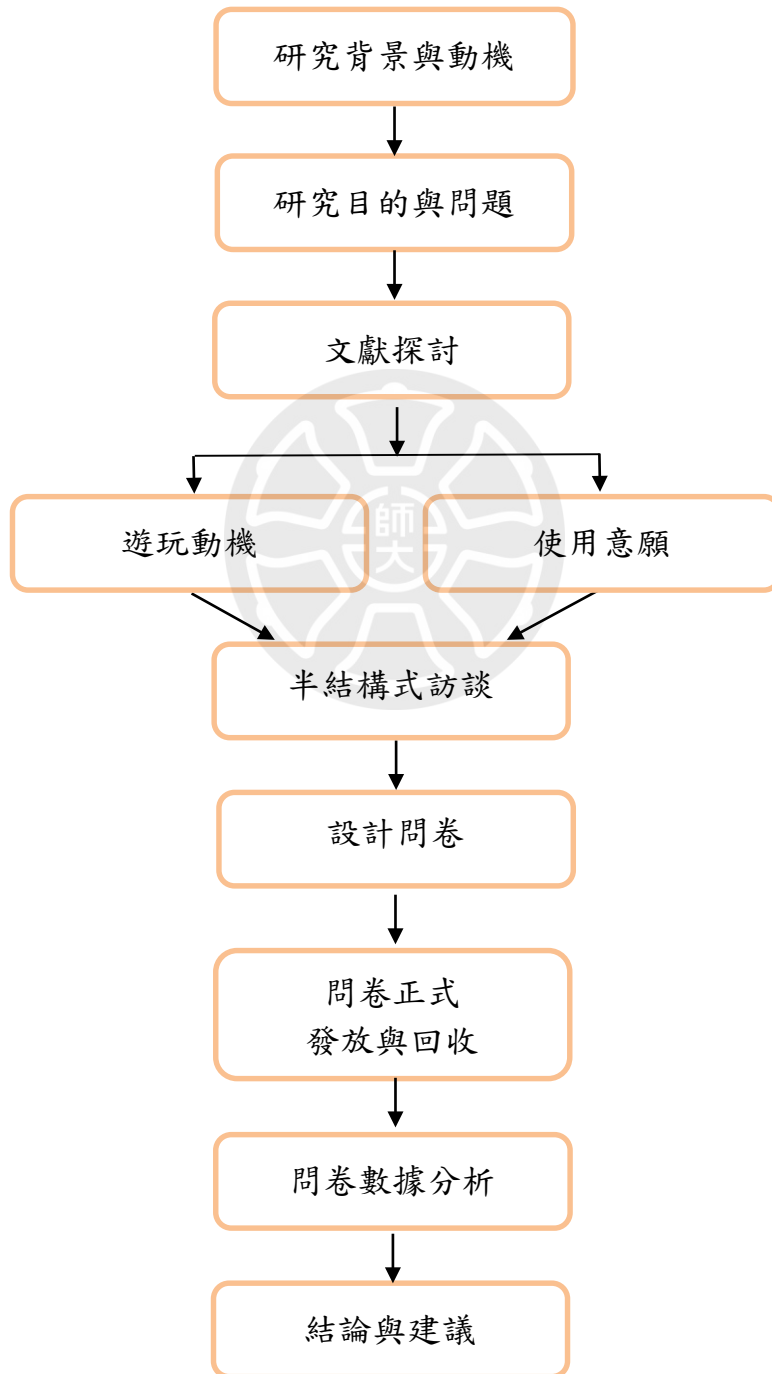 研究背景與動機
研究目的與問題
文獻探討
遊玩動機
使用意願
師大
半結構式訪談
設計問卷
問卷正式
發放與回收
問卷數據分析
結論與建議